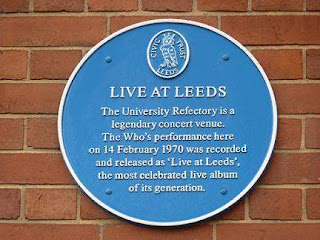 CIVIC TRUST
LEEDS
LIVE AT LEEDS
The University Refectory is a
legendary concert venue.
The Who's performance here
on 14 February 1970 was recorded
and released as 'Live at Leeds',
the most celebrated live album
of its generation.